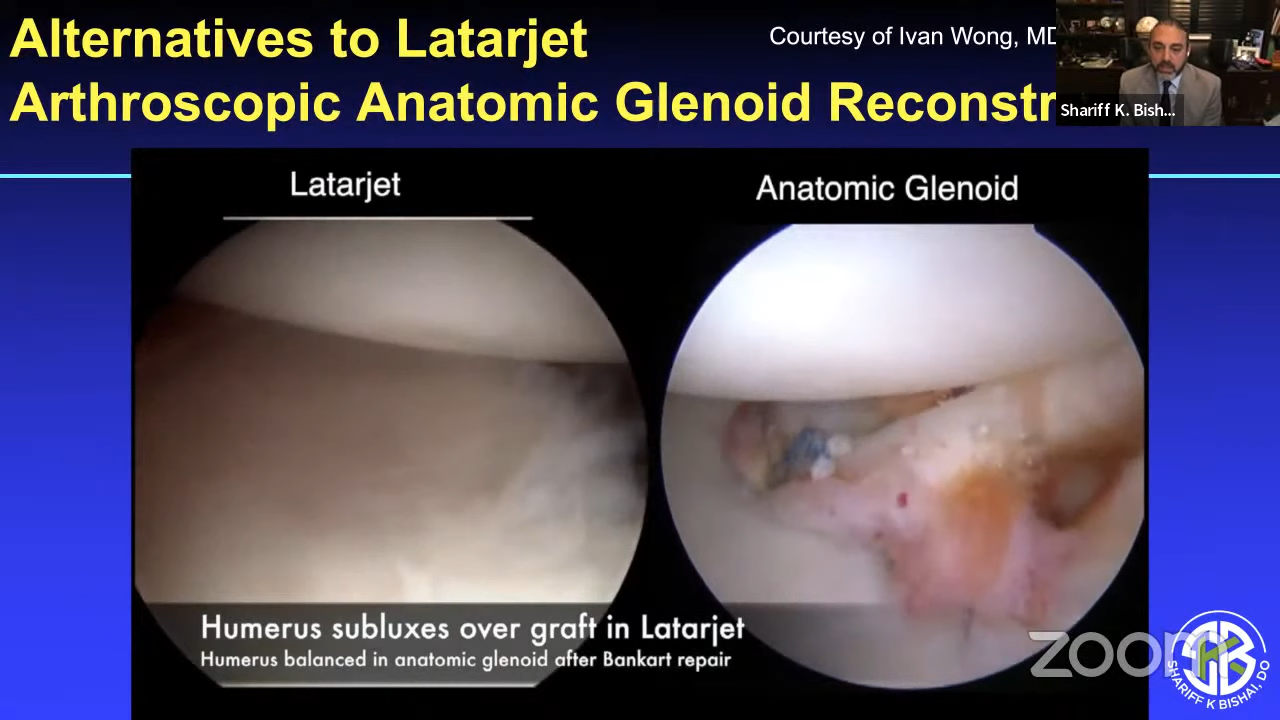 Alternatives to Latarjet
Courtesy of Ivan Wong, MD
Arthroscopic Anatomic Glenoid Reconstr
Shariff K. Bish...
Latarjet
Anatomic Glenoid
Humerus subluxes over graft in Latarjet
Humerus balanced in anatomic glenoid after Bankart repair
zoom
SHARIFF K BISHAI, DO